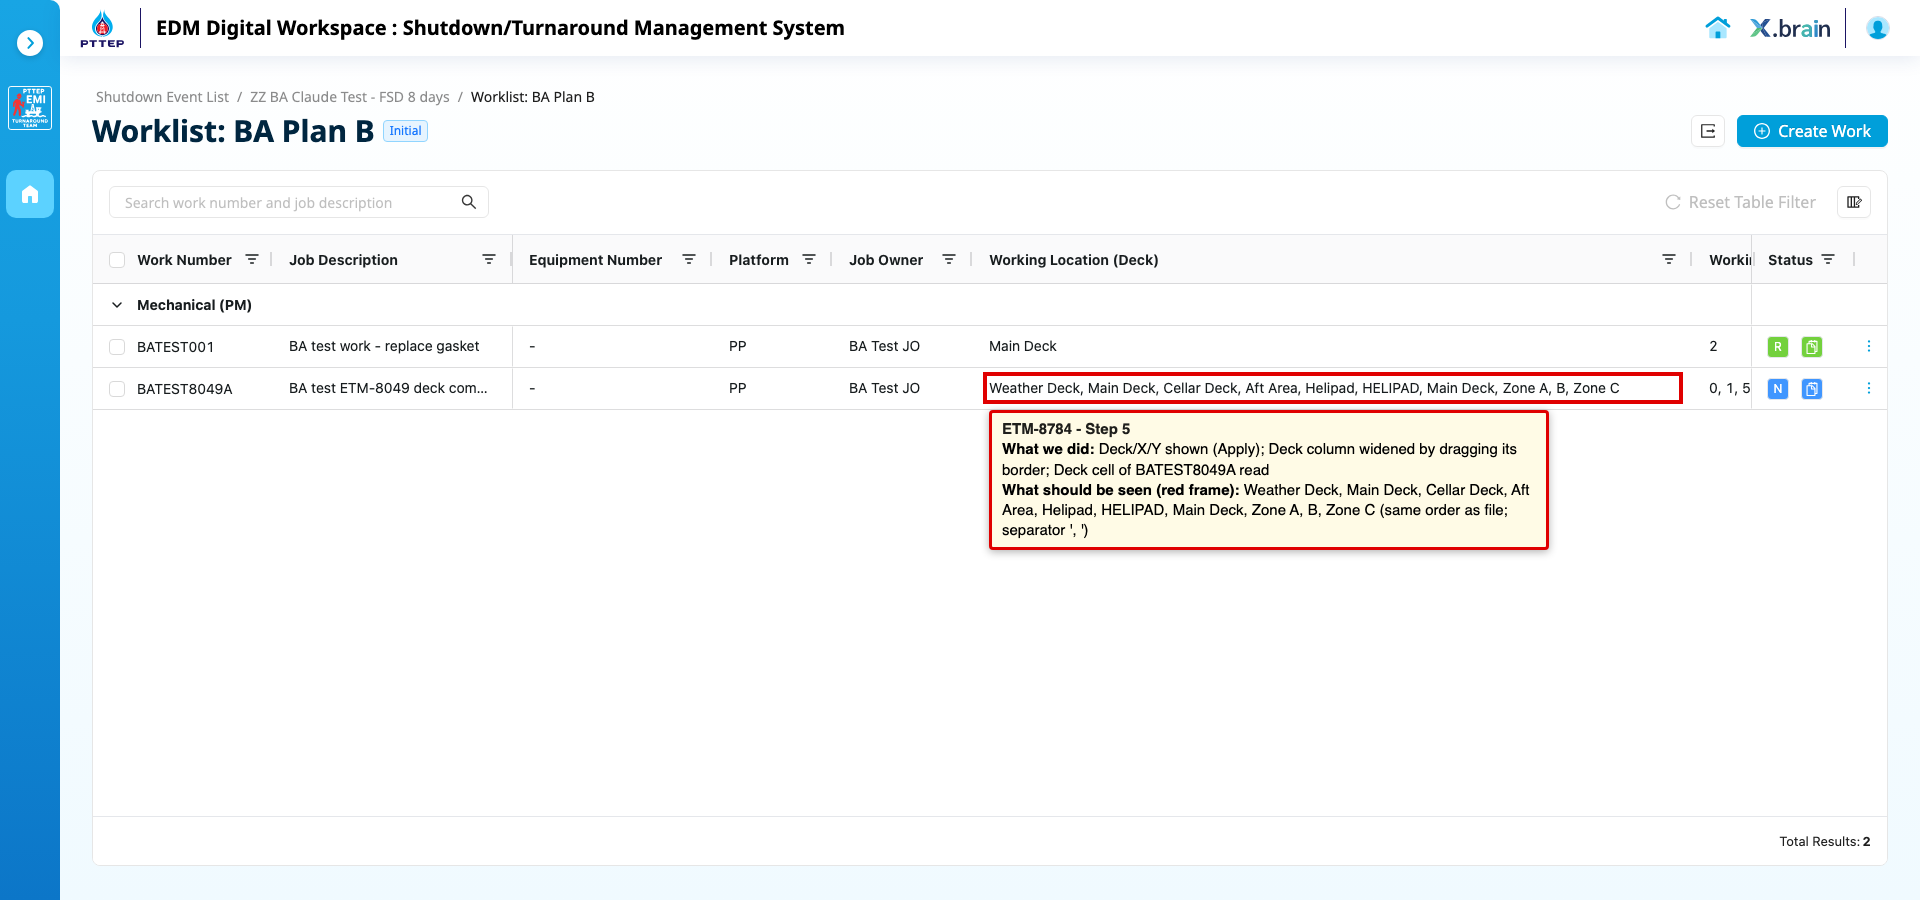 PTTEP
EDM Digital Workspace : Shutdown/Turnaround Management System
X.brain
PTTEP
EMI
TURNAROUND
TEAM
Shutdown Event List / ZZ BA Claude Test - FSD 8 days / Worklist: BA Plan B
Worklist: BA Plan B Initial
Create Work
Search work number and job description
Reset Table Filter
Work Number Job Description Equipment Number Platform Job Owner Working Location (Deck) Worki Status
Mechanical (PM)
BATEST001 BA test work - replace gasket - PP BA Test JO Main Deck 2 R
BATEST8049A BA test ETM-8049 deck com... - PP BA Test JO Weather Deck, Main Deck, Cellar Deck, Aft Area, Helipad, HELIPAD, Main Deck, Zone A, B, Zone C 0, 1, 5 N
ETM-8784 - Step 5
What we did: Deck/X/Y shown (Apply); Deck column widened by dragging its
border; Deck cell of BATEST8049A read
What should be seen (red frame): Weather Deck, Main Deck, Cellar Deck, Aft
Area, Helipad, HELIPAD, Main Deck, Zone A, B, Zone C (same order as file;
separator ', ')
Total Results: 2